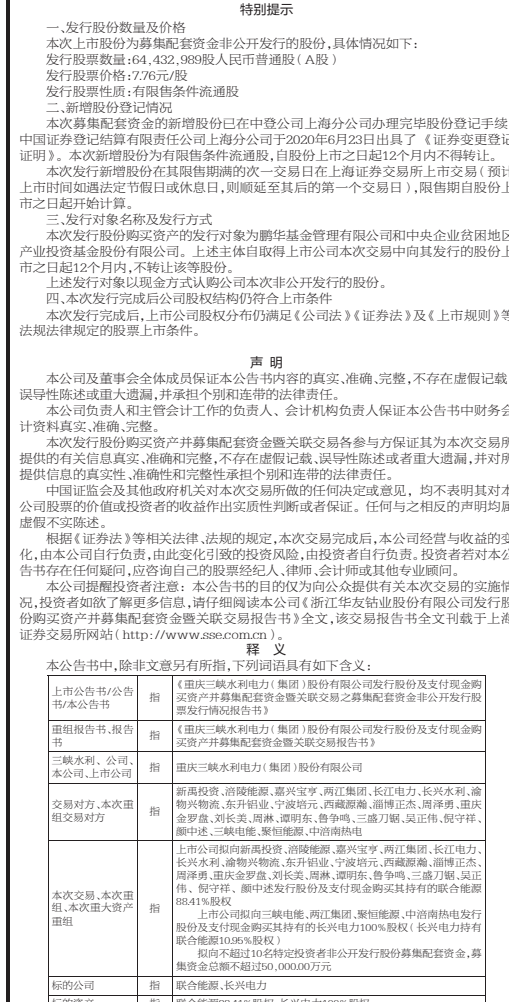 特别提示
一、发行股份数量及价格
本次上市股份为募集配套资金非公开发行的股份，具体情况如下：
发行股票数量：64,432,989股人民币普通股（A股）
发行股票价格：7.76元/股
发行股票性质：有限售条件流通股
二、新增股份登记情况
本次募集配套资金的新增股份已在中登公司上海分公司办理完毕股份登记手续
中国证券登记结算有限责任公司上海分公司于2020年6月23日出具了《证券变更登记
证明》。本次新增股份为有限售条件流通股，自股份上市之日起12个月内不得转让。
本次发行新增股份在其限售期满的次一交易日在上海证券交易所上市交易（预计
上市时间如遇法定节假日或休息日，则顺延至其后的第一个交易日），限售期自股份上
市之日起开始计算。
三、发行对象名称及发行方式
本次发行股份购买资产的发行对象为鹏华基金管理有限公司和中央企业贫困地区
产业投资基金股份有限公司。上述主体自取得上市公司本次交易中向其发行的股份上
市之日起12个月内，不转让该等股份。
上述发行对象以现金方式认购公司本次非公开发行的股份。
四、本次发行完成后公司股权结构仍符合上市条件
本次发行完成后，上市公司股权分布仍满足《公司法》《证券法》及《上市规则》等
法规法律规定的股票上市条件。
声 明
本公司及董事会全体成员保证本公告书内容的真实、准确、完整，不存在虚假记载
误导性陈述或重大遗漏，并承担个别和连带的法律责任。
本公司负责人和主管会计工作的负责人、会计机构负责人保证本公告书中财务会
计资料真实、准确、完整。
本次发行股份购买资产并募集配套资金暨关联交易各参与方保证其为本次交易所
提供的有关信息真实、准确和完整，不存在虚假记载、误导性陈述或者重大遗漏，并对所
提供信息的真实性、准确性和完整性承担个别和连带的法律责任。
中国证监会及其他政府机关对本次交易所做的任何决定或意见，均不表明其对本
公司股票的价值或投资者的收益作出实质性判断或者保证。任何与之相反的声明均属
虚假不实陈述。
根据《证券法》等相关法律、法规的规定，本次交易完成后，本公司经营与收益的变
化，由本公司自行负责，由此变化引致的投资风险，由投资者自行负责。投资者若对本公
告书存在任何疑问，应咨询自己的股票经纪人、律师、会计师或其他专业顾问。
本公司提醒投资者注意：本公告书的目的仅为向公众提供有关本次交易的实施情
况，投资者如欲了解更多信息，请仔细阅读本公司《浙江华友钴业股份有限公司发行股
份购买资产并募集配套资金暨关联交易报告书》全文，该交易报告书全文刊载于上海
证券交易所网站（http://www.sse.com.cn）。
释 义
本公告书中，除非文意另有所指，下列词语具有如下含义：
上市公告书/公告书/本公告书 指 《重庆三峡水利电力（集团）股份有限公司发行股份及支付现金购
买资产并募集配套资金暨关联交易之募集配套资金非公开发行股
票发行情况报告书》
重组报告书、报告书 指 《重庆三峡水利电力（集团）股份有限公司发行股份及支付现金购
买资产并募集配套资金暨关联交易报告书》
三峡水利、公司、本公司、上市公司 指 重庆三峡水利电力（集团）股份有限公司
交易对方、本次重组交易对方 指 新禹投资、涪陵能源、嘉兴宝亨、两江集团、长江电力、长兴水利、渝
物兴物流、东升铝业、宁波培元、西藏源瀚、淄博正杰、周泽勇、重庆
金罗盘、刘长美、周淋、谭明东、鲁争鸣、三盛刀锯、吴正伟、倪守祥、
颜中述、三峡电能、聚恒能源、中涪南热电
本次交易、本次重组、本次重大资产重组 指 上市公司拟向新禹投资、涪陵能源、嘉兴宝亨、两江集团、长江电力、
长兴水利、渝物兴物流、东升铝业、宁波培元、西藏源瀚、淄博正杰、
周泽勇、重庆金罗盘、刘长美、周淋、谭明东、鲁争鸣、三盛刀锯、吴正
伟、倪守祥、颜中述发行股份及支付现金购买其持有的联合能源
88.41%股权
上市公司拟向三峡电能、两江集团、聚恒能源、中涪南热电发行
股份及支付现金购买其持有的长兴电力100%股权（长兴电力持有
联合能源10.95%股权）
拟向不超过10名特定投资者非公开发行股份募集配套资金，募
集资金总额不超过50,000.00万元
标的公司 指 联合能源、长兴电力